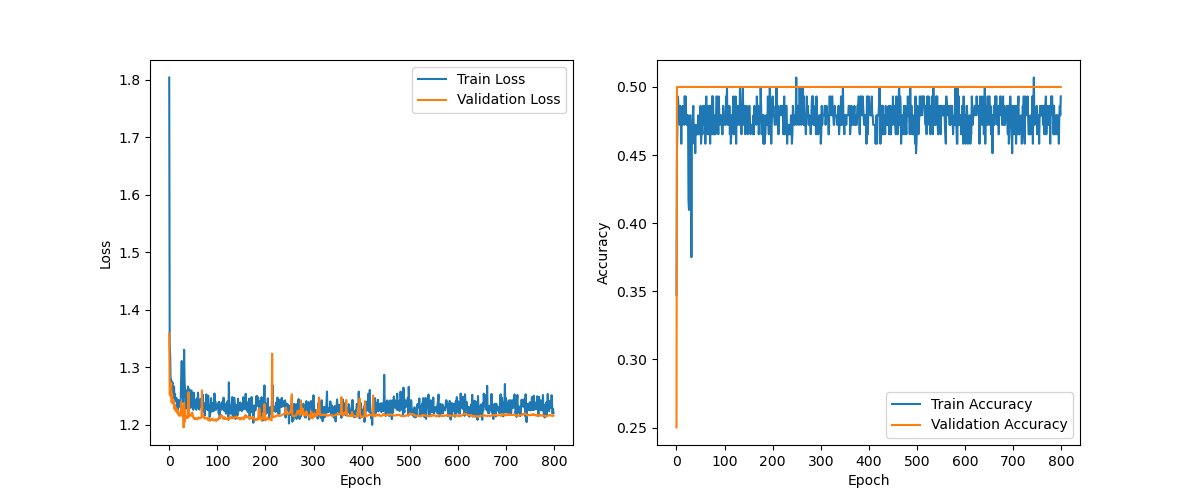 Train Loss
Validation Loss
1.8
1.7
1.6
1.5
1.4
1.3
1.2
Loss
0 100 200 300 400 500 600 700 800
Epoch
0.50
0.45
0.40
0.35
0.30
0.25
Accuracy
Train Accuracy
Validation Accuracy
0 100 200 300 400 500 600 700 800
Epoch